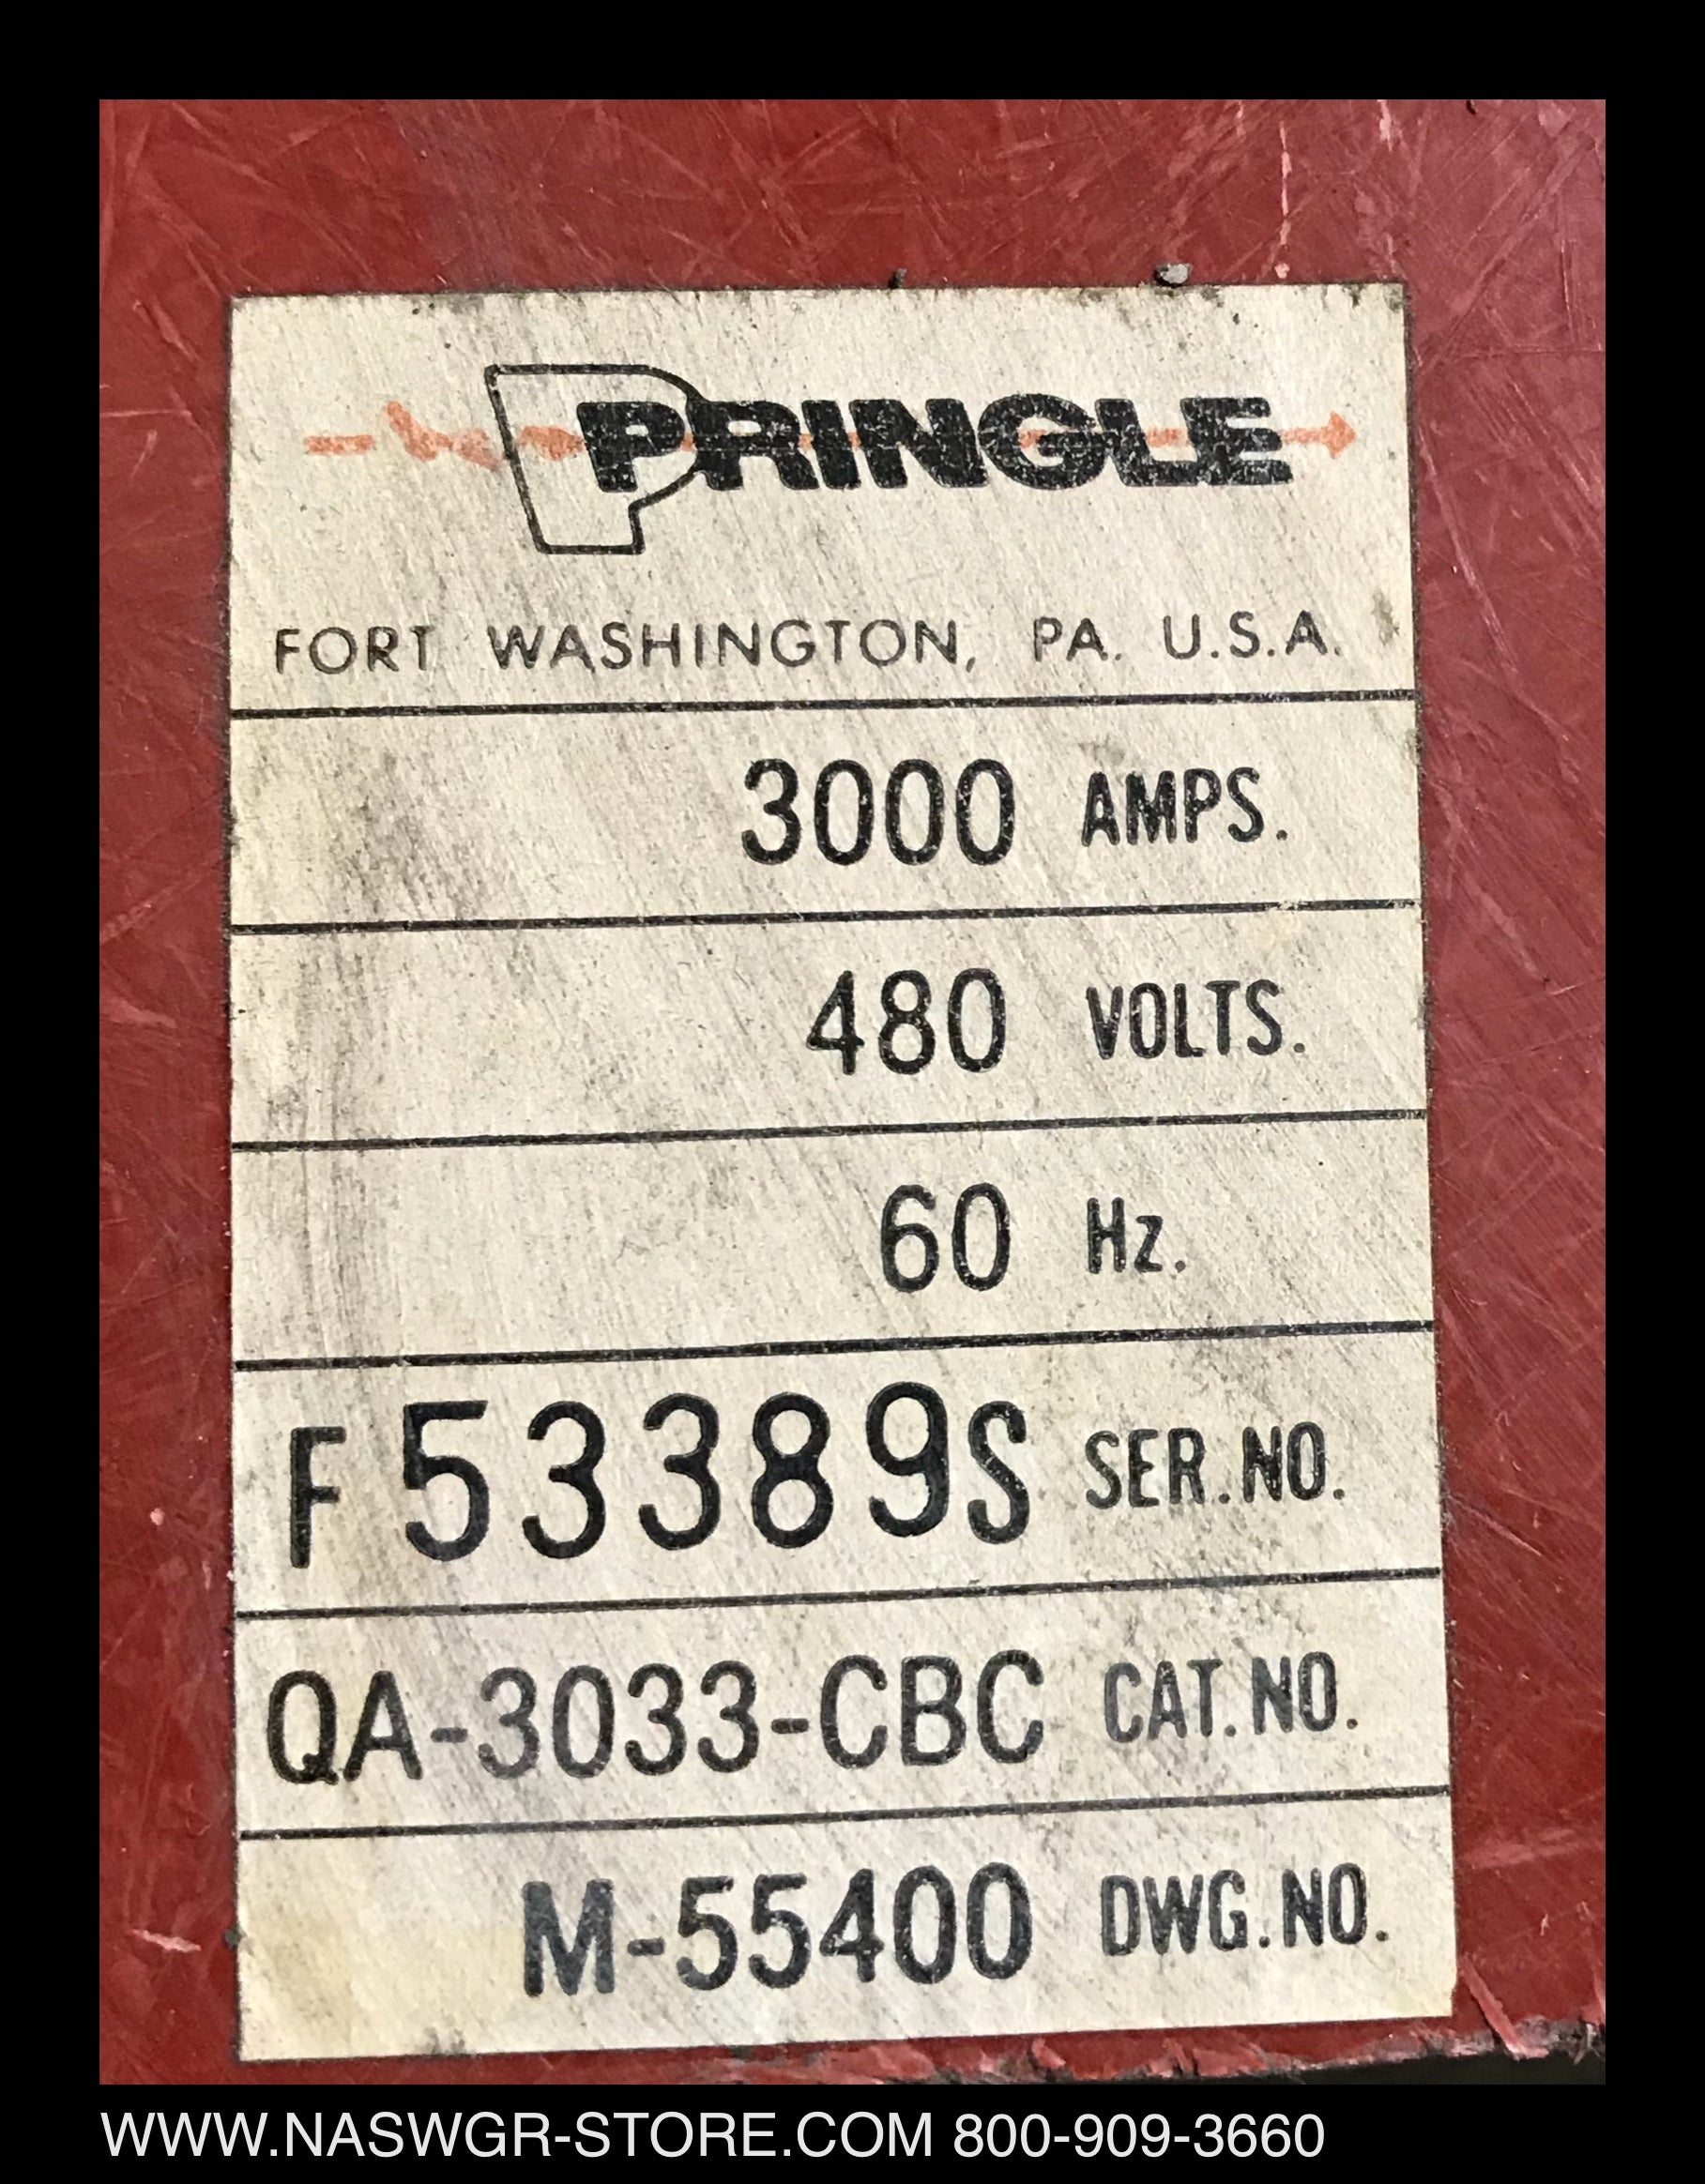 PRINGLE
FORT WASHINGTON, PA. U.S.A.
3000 AMPS.
480 VOLTS.
60 Hz.
F 53389S SER.NO.
QA-3033-CBC CAT.NO.
M-55400 DWG.NO.
WWW.NASWGR-STORE.COM 800-909-3660